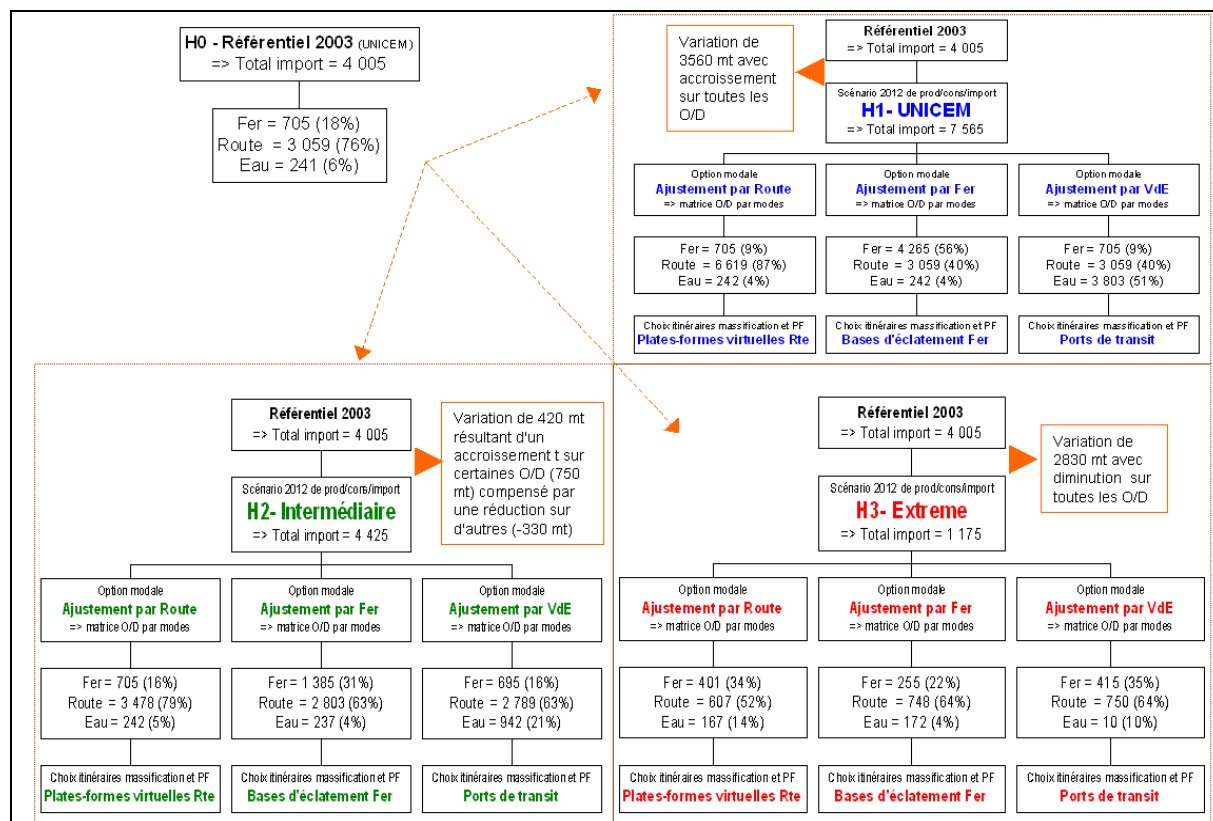 H0 - Référentiel 2003 (UNICEM)
=> Total import = 4 005
Fer = 705 (18%)
Route = 3 059 (76%)
Eau = 241 (6%)
Variation de
3560 mt avec
accroissement
sur toutes les
O/D
Référentiel 2003
=> Total import = 4 005
Scénario 2012 de prod/cons/import
H1- UNICEM
=> Total import = 7 565
Option modale
Ajustement par Route
=> matrice O/D par modes
Option modale
Ajustement par Fer
=> matrice O/D par modes
Option modale
Ajustement par VdE
=> matrice O/D par modes
Fer = 705 (9%)
Route = 6 619 (87%)
Eau = 242 (4%)
Fer = 4 265 (56%)
Route = 3 059 (40%)
Eau = 242 (4%)
Fer = 705 (9%)
Route = 3 059 (40%)
Eau = 3 803 (51%)
Choix itinéraires massification et PF
Plates-formes virtuelles Rte
Choix itinéraires massification et PF
Bases d'éclatement Fer
Choix itinéraires massification et PF
Ports de transit
Référentiel 2003
=> Total import = 4 005
Variation de 420 mt
résultant d'un
accroissement t sur
certaines O/D (750
mt) compensé par
une réduction sur
d'autres (-330 mt)
Scénario 2012 de prod/cons/import
H2- Intermédiaire
=> Total import = 4 425
Option modale
Ajustement par Route
=> matrice O/D par modes
Option modale
Ajustement par Fer
=> matrice O/D par modes
Option modale
Ajustement par VdE
=> matrice O/D par modes
Fer = 705 (16%)
Route = 3 478 (79%)
Eau = 242 (5%)
Fer = 1 385 (31%)
Route = 2 803 (63%)
Eau = 237 (4%)
Fer = 695 (16%)
Route = 2 789 (63%)
Eau = 942 (21%)
Choix itinéraires massification et PF
Plates-formes virtuelles Rte
Choix itinéraires massification et PF
Bases d'éclatement Fer
Choix itinéraires massification et PF
Ports de transit
Référentiel 2003
=> Total import = 4 005
Variation de
2830 mt avec
diminution sur
toutes les O/D
Scénario 2012 de prod/cons/import
H3- Extreme
=> Total import = 1 175
Option modale
Ajustement par Route
=> matrice O/D par modes
Option modale
Ajustement par Fer
=> matrice O/D par modes
Option modale
Ajustement par VdE
=> matrice O/D par modes
Fer = 401 (34%)
Route = 607 (52%)
Eau = 167 (14%)
Fer = 255 (22%)
Route = 748 (64%)
Eau = 172 (4%)
Fer = 415 (35%)
Route = 750 (64%)
Eau = 10 (10%)
Choix itinéraires massification et PF
Plates-formes virtuelles Rte
Choix itinéraires massification et PF
Bases d'éclatement Fer
Choix itinéraires massification et PF
Ports de transit